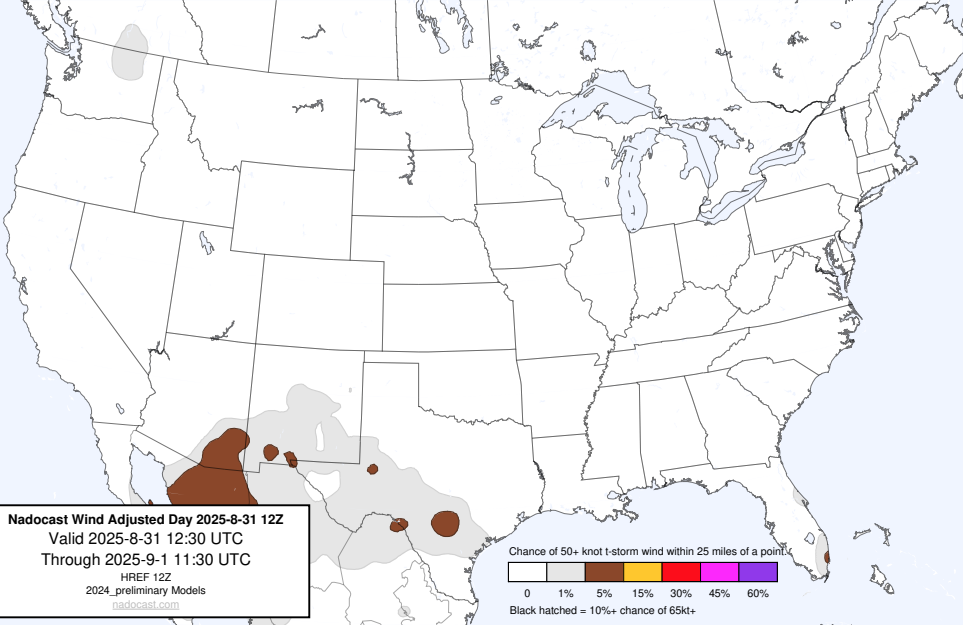 Nadocast Wind Adjusted Day 2025-8-31 12Z
Valid 2025-8-31 12:30 UTC
Through 2025-9-1 11:30 UTC
HREF 12Z
2024_preliminary Models
nadocast.com
Chance of 50+ knot t-storm wind within 25 miles of a point.
0 1% 5% 15% 30% 45% 60%
Black hatched = 10%+ chance of 65kt+